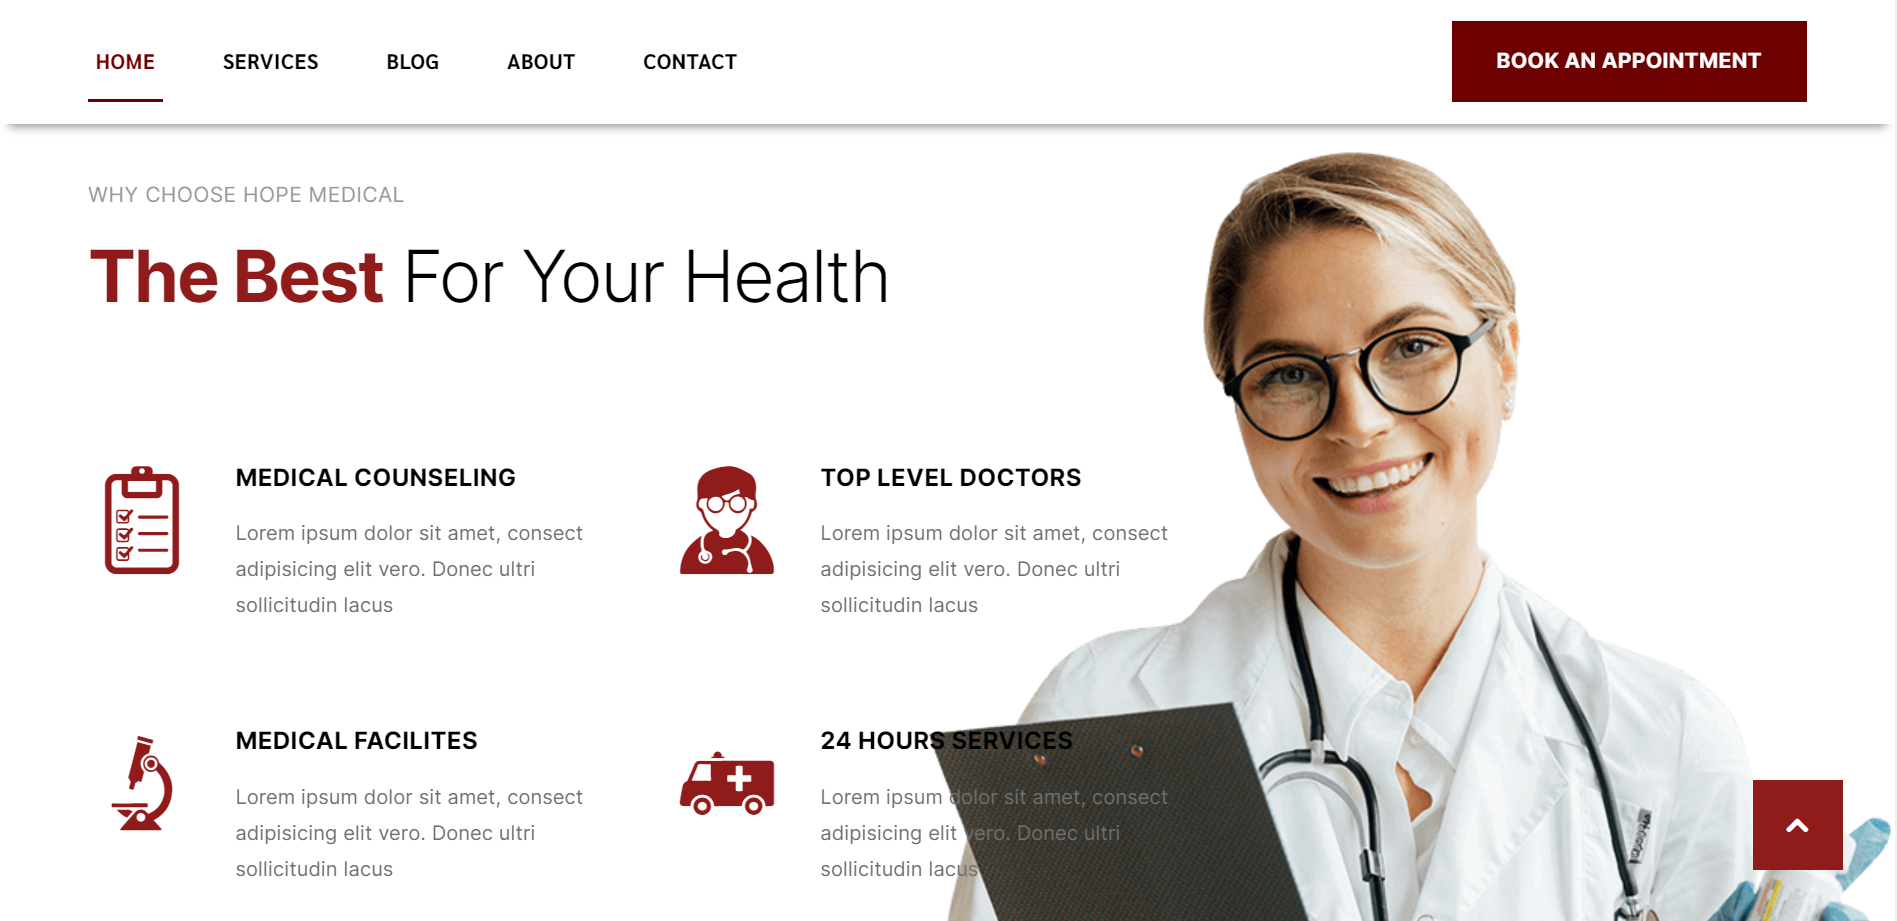 HOME SERVICES BLOG ABOUT CONTACT BOOK AN APPOINTMENT
WHY CHOOSE HOPE MEDICAL
The Best For Your Health
MEDICAL COUNSELING
Lorem ipsum dolor sit amet, consect
adipisicing elit vero. Donec ultri
sollicitudin lacus
TOP LEVEL DOCTORS
Lorem ipsum dolor sit amet, consect
adipisicing elit vero. Donec ultri
sollicitudin lacus
MEDICAL FACILITES
Lorem ipsum dolor sit amet, consect
adipisicing elit vero. Donec ultri
sollicitudin lacus
24 HOURS SERVICES
Lorem ipsum dolor sit amet, consect
adipisicing elit vero. Donec ultri
sollicitudin lacus